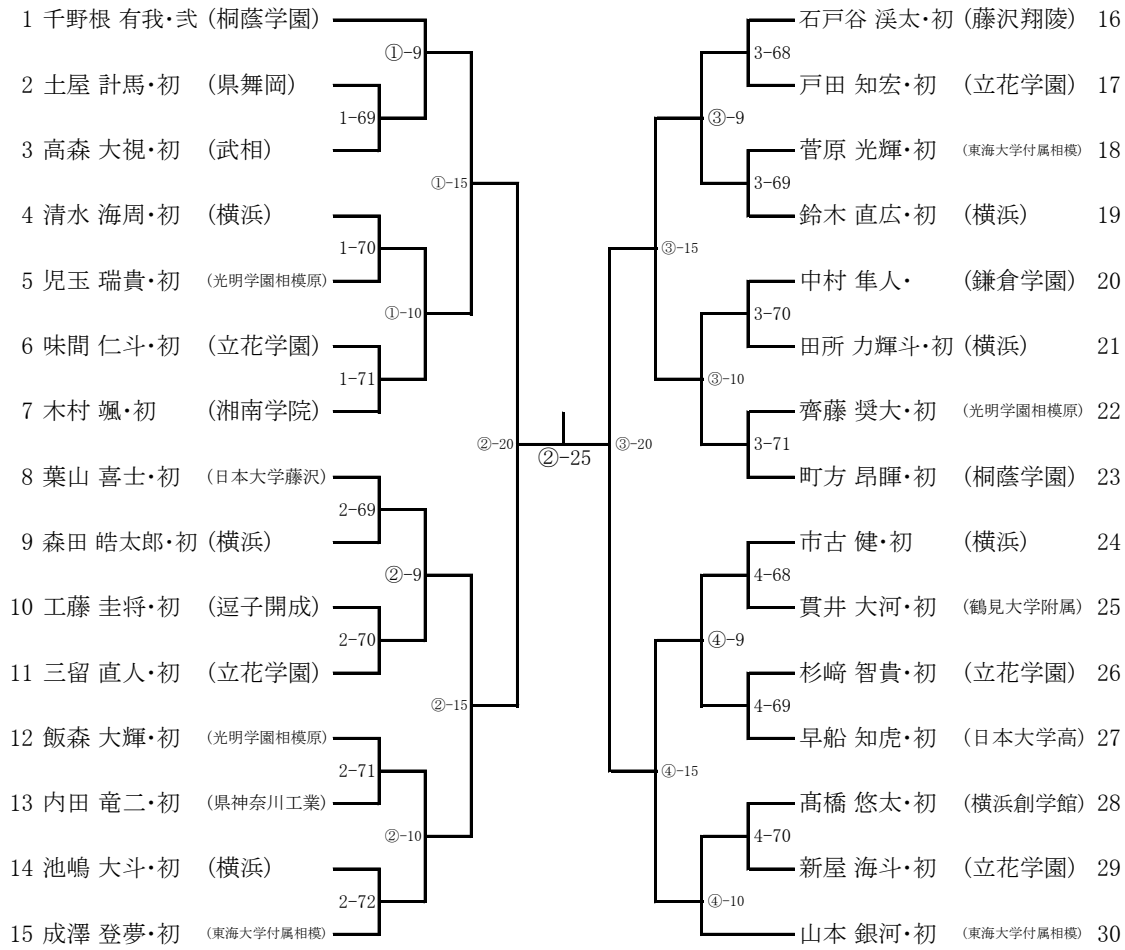 1 千野根 有我・弐 (桐蔭学園)
2 土屋 計馬・初 (県舞岡)
3 高森 大視・初 (武相)
4 清水 海周・初 (横浜)
5 児玉 瑞貴・初 (光明学園相模原)
6 味間 仁斗・初 (立花学園)
7 木村 颯・初 (湘南学院)
8 葉山 喜士・初 (日本大学藤沢)
9 森田 皓太郎・初 (横浜)
10 工藤 圭将・初 (逗子開成)
11 三留 直人・初 (立花学園)
12 飯森 大輝・初 (光明学園相模原)
13 内田 竜二・初 (県神奈川工業)
14 池嶋 大斗・初 (横浜)
15 成澤 登夢・初 (東海大学付属相模)
①-9
1-69
①-15
1-70
①-10
1-71
②-20
2-69
②-9
2-70
②-15
2-71
②-10
2-72
②-25
石戸谷 渓太・初 (藤沢翔陵) 16
戸田 知宏・初 (立花学園) 17
菅原 光輝・初 (東海大学付属相模) 18
鈴木 直広・初 (横浜) 19
中村 隼人・ (鎌倉学園) 20
田所 力輝斗・初 (横浜) 21
齊藤 奨大・初 (光明学園相模原) 22
町方 昂暉・初 (桐蔭学園) 23
市古 健・初 (横浜) 24
貫井 大河・初 (鶴見大学附属) 25
杉﨑 智貴・初 (立花学園) 26
早船 知虎・初 (日本大学高) 27
髙橋 悠太・初 (横浜創学館) 28
新屋 海斗・初 (立花学園) 29
山本 銀河・初 (東海大学付属相模) 30
3-68
③-9
3-69
③-15
3-70
③-10
3-71
③-20
4-68
④-9
4-69
④-15
4-70
④-10